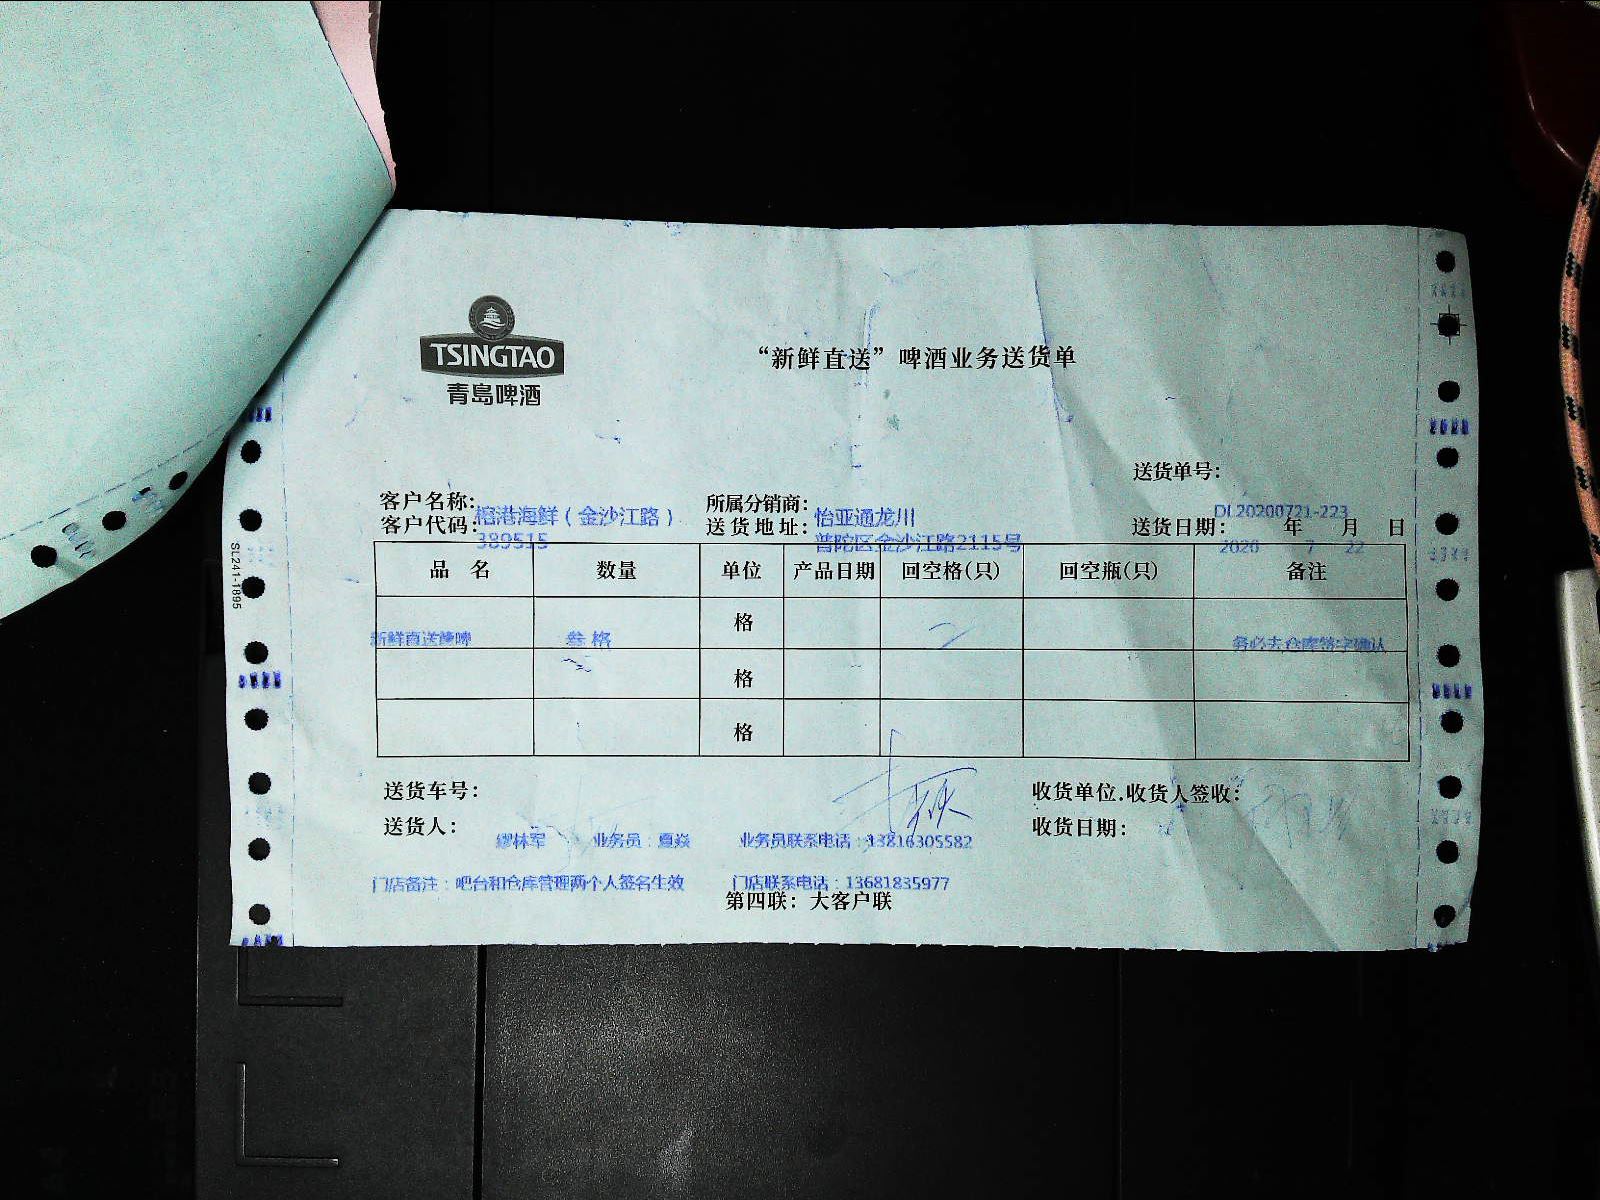 TSINGTAO
青岛啤酒
“新鲜直送”啤酒业务送货单
送货单号：
DL20200721-223
客户名称： 榕港海鲜（金沙江路） 所属分销商： 怡亚通龙川
客户代码： 389515 送货地址： 普陀区金沙江路2115号 送货日期： 2020 年 7 月 22 日
品名 数量 单位 产品日期 回空格(只) 回空瓶(只) 备注
新鲜直送 叁格 格 2 务必去仓库签字确认
格
格
送货车号： 收货单位.收货人签收：
送货人： 缪林军 业务员：夏焱 业务员联系电话：13816305582 收货日期：
门店备注：吧台和仓库管理两个人签名生效 门店联系电话：13681835977
第四联：大客户联
SL241-1895